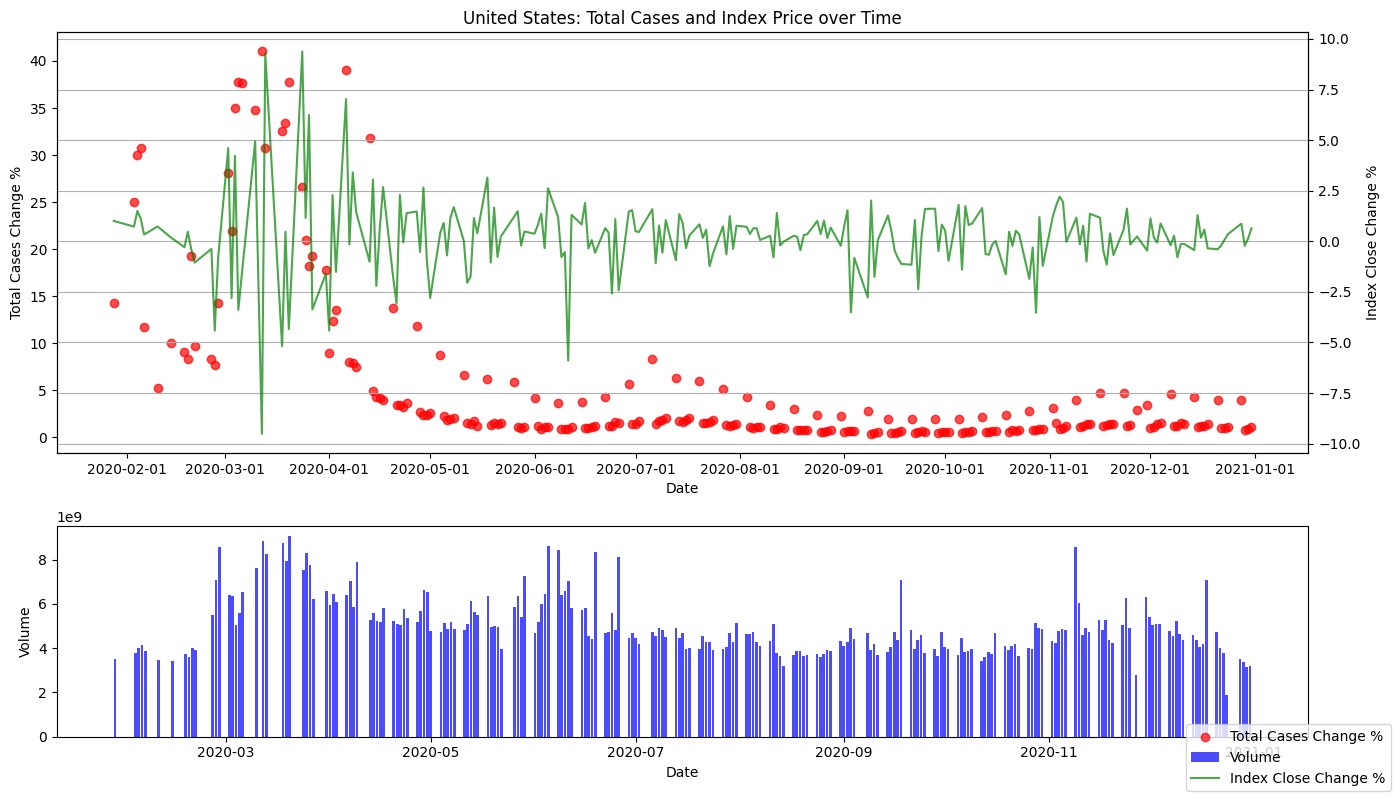 United States: Total Cases and Index Price over Time
Total Cases Change %
40
35
30
25
20
15
10
5
0
10.0
7.5
5.0
2.5
0.0
−2.5
−5.0
−7.5
−10.0
Index Close Change %
2020-02-01 2020-03-01 2020-04-01 2020-05-01 2020-06-01 2020-07-01 2020-08-01 2020-09-01 2020-10-01 2020-11-01 2020-12-01 2021-01-01
Date
1e9
Volume
8
6
4
2
0
2020-03 2020-05 2020-07 2020-09 2020-11 2021-01
Date
Total Cases Change %
Volume
Index Close Change %